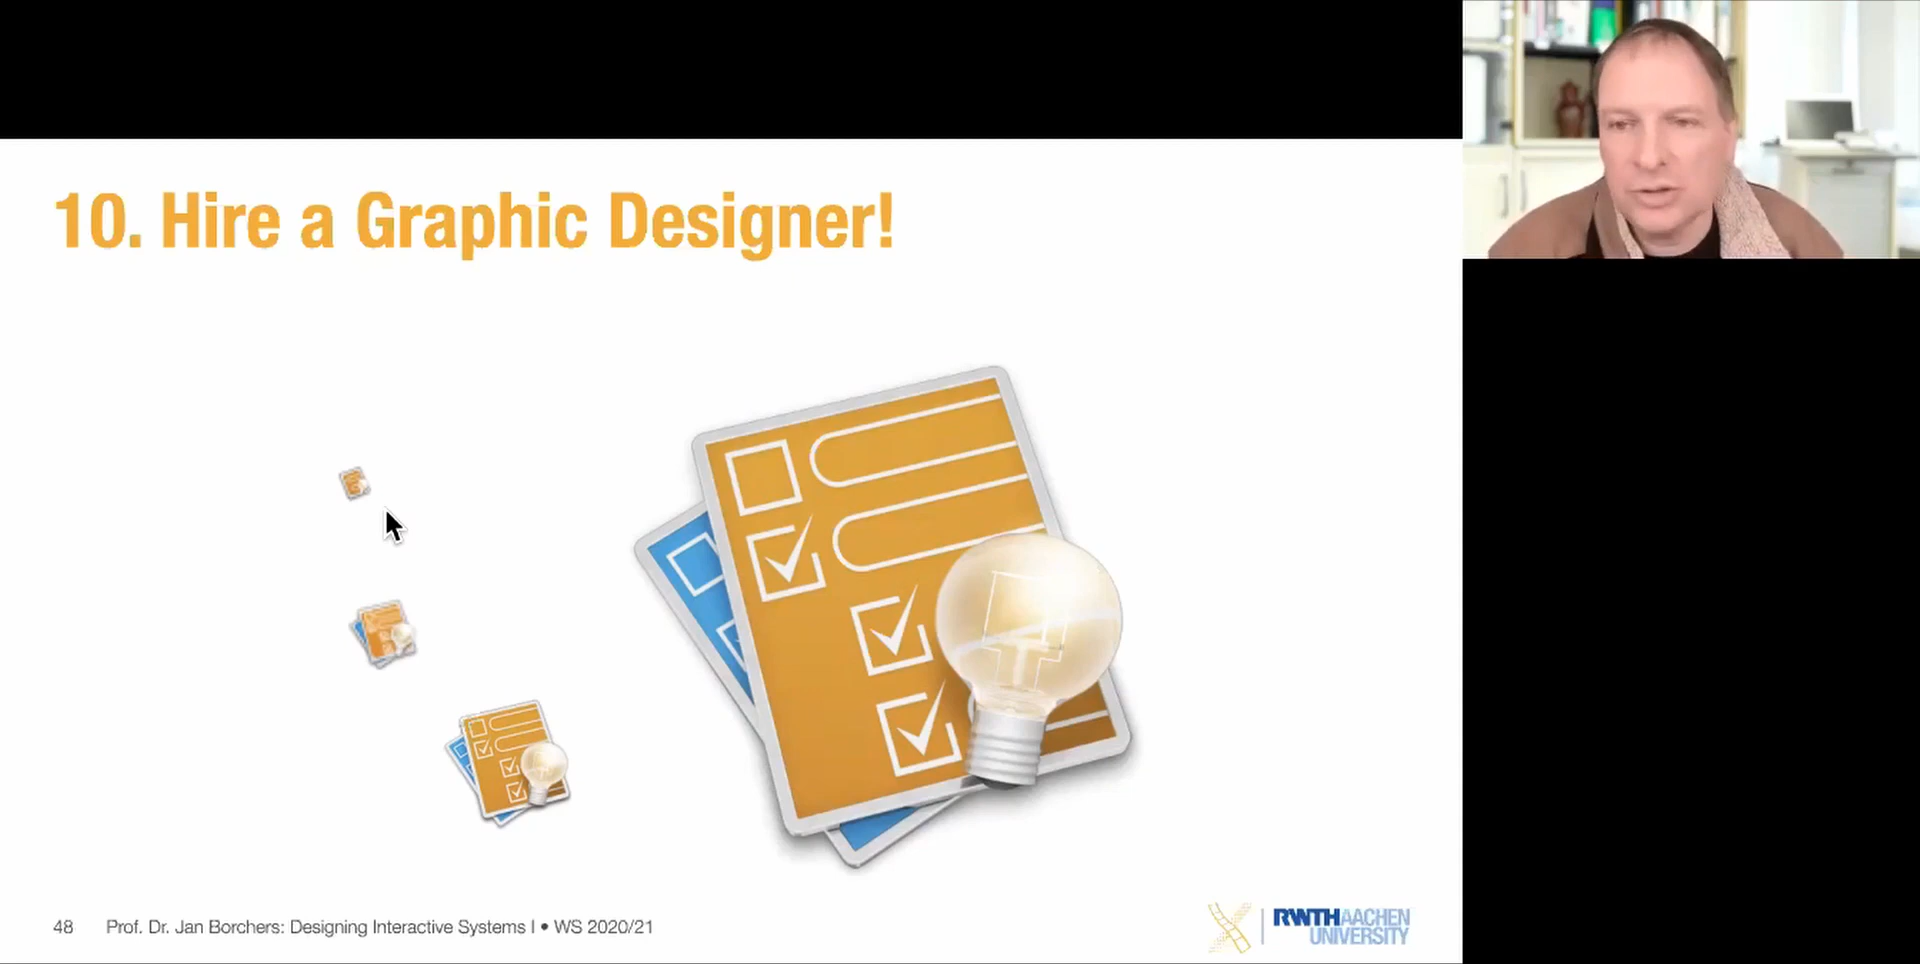 10. Hire a Graphic Designer!
48 Prof. Dr. Jan Borchers: Designing Interactive Systems I • WS 2020/21
RWTHAACHEN
UNIVERSITY